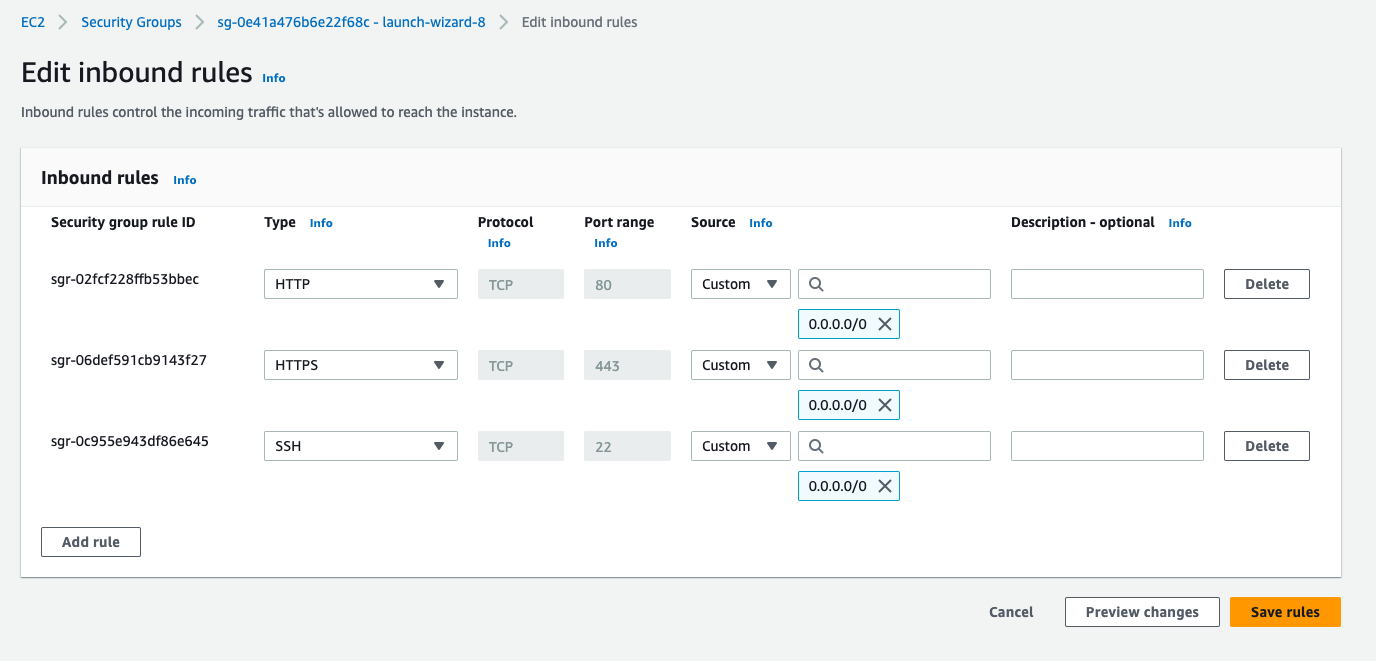 EC2 > Security Groups > sg-0e41a476b6e22f68c - launch-wizard-8 > Edit inbound rules
Edit inbound rules Info
Inbound rules control the incoming traffic that's allowed to reach the instance.
Inbound rules Info
Security group rule ID Type Info Protocol Info Port range Info Source Info Description - optional Info
sgr-02fcf228ffb53bbec HTTP TCP 80 Custom Delete
0.0.0.0/0
sgr-06def591cb9143f27 HTTPS TCP 443 Custom Delete
0.0.0.0/0
sgr-0c955e943df86e645 SSH TCP 22 Custom Delete
0.0.0.0/0
Add rule
Cancel Preview changes Save rules